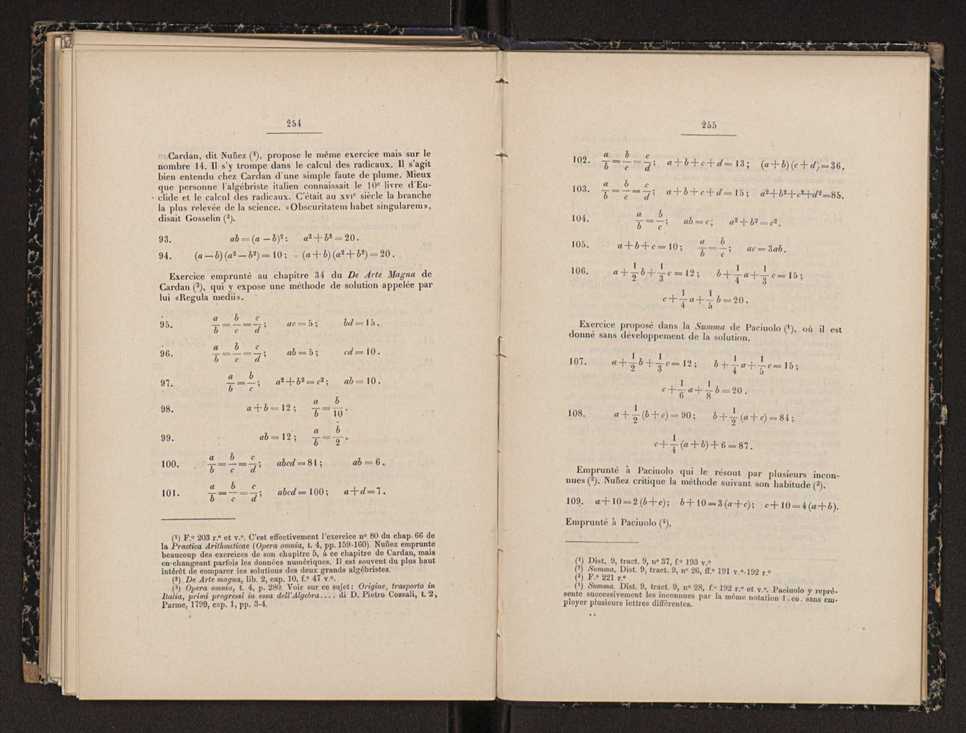 254
Cardan, dit Nuñez (¹), propose le même exercice mais sur le
nombre 14. Il s'y trompe dans le calcul des radicaux. Il s'agit
bien entendu chez Cardan d'une simple faute de plume. Mieux
que personne l'algébriste italien connaissait le 10ᵉ livre d'Eu-
clide et le calcul des radicaux. C'était au XVIᵉ siècle la branche
la plus relevée de la science. «Obscuritatem habet singularem»,
disait Gosselin (²).
93. ab = (a − b)²; a² + b² = 20.
94. (a − b)(a² − b²) = 10; (a + b)(a² + b²) = 20.
Exercice emprunté au chapitre 34 du De Arte Magna de
Cardan (³), qui y expose une méthode de solution appelée par
lui «Regula medii».
95. a/b = b/c = c/d; ac = 5; bd = 15.
96. a/b = b/c = c/d; ab = 5; cd = 10.
97. a/b = b/c; a² + b² = c²; ab = 10.
98. a + b = 12; a/b = b/10.
99. ab = 12; a/b = b/2.
100. a/b = b/c = c/d; abcd = 81; ab = 6.
101. a/b = b/c = c/d; abcd = 100; a + d = 7.
(¹) F.º 203 r.º et v.º. C'est effectivement l'exercice nº 80 du chap. 66 de
la Practica Arithmeticae (Opera omnia, t. 4, pp. 159-160). Nuñez emprunte
beaucoup des exercices de son chapitre 5, à ce chapitre de Cardan, mais
en changeant parfois les données numériques. Il est souvent du plus haut
intérêt de comparer les solutions des deux grands algébristes.
(²) De Arte magna, lib. 2, cap. 10, f.º 47 v.º.
(³) Opera omnia, t. 4, p. 280. Voir sur ce sujet: Origine, trasporto in
Italia, primi progressi in essa dell'Algebra.... di D. Pietro Cossali, t. 2,
Parme, 1799, cap. 1, pp. 3-4.
255
102. a/b = b/c = c/d; a + b + c + d = 13; (a + b)(c + d) = 36.
103. a/b = b/c = c/d; a + b + c + d = 15; a² + b² + c² + d² = 85.
104. a/b = b/c; ab = c; a² + b² = c².
105. a + b + c = 10; a/b = b/c; ac = 3ab.
106. a + 1/2 b + 1/3 c = 12; b + 1/4 a + 1/3 c = 15;
c + 1/4 a + 1/5 b = 20.
Exercice proposé dans la Summa de Paciuolo (¹), où il est
donné sans développement de la solution.
107. a + 1/2 b + 1/3 c = 12; b + 1/4 a + 1/5 c = 15;
c + 1/6 a + 1/8 b = 20.
108. a + 1/2 (b + c) = 90; b + 1/2 (a + c) = 84;
c + 1/4 (a + b) + 6 = 87.
Emprunté à Paciuolo qui le résout par plusieurs incon-
nues (²). Nuñez critique la méthode suivant son habitude (³).
109. a + 10 = 2 (b + c); b + 10 = 3 (a + c); c + 10 = 4 (a + b).
Emprunté à Paciuolo (⁴).
(¹) Dist. 9, tract. 9, nº 37, f.º 193 v.º
(²) Summa, Dist. 9, tract. 9, nº 26, ff.º 191 v.º-192 r.º
(³) F.º 221 r.º
(⁴) Summa. Dist. 9, tract. 9, nº 28, f.º 192 r.º et v.º. Paciuolo y repré-
sente successivement les inconnues par la même notation 1. co. sans em-
ployer plusieurs lettres différentes.